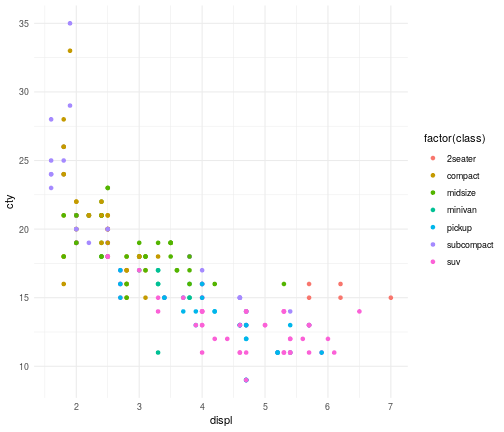 35
30
25
20
15
10
cty
2 3 4 5 6 7
displ
factor(class)
2seater
compact
midsize
minivan
pickup
subcompact
suv